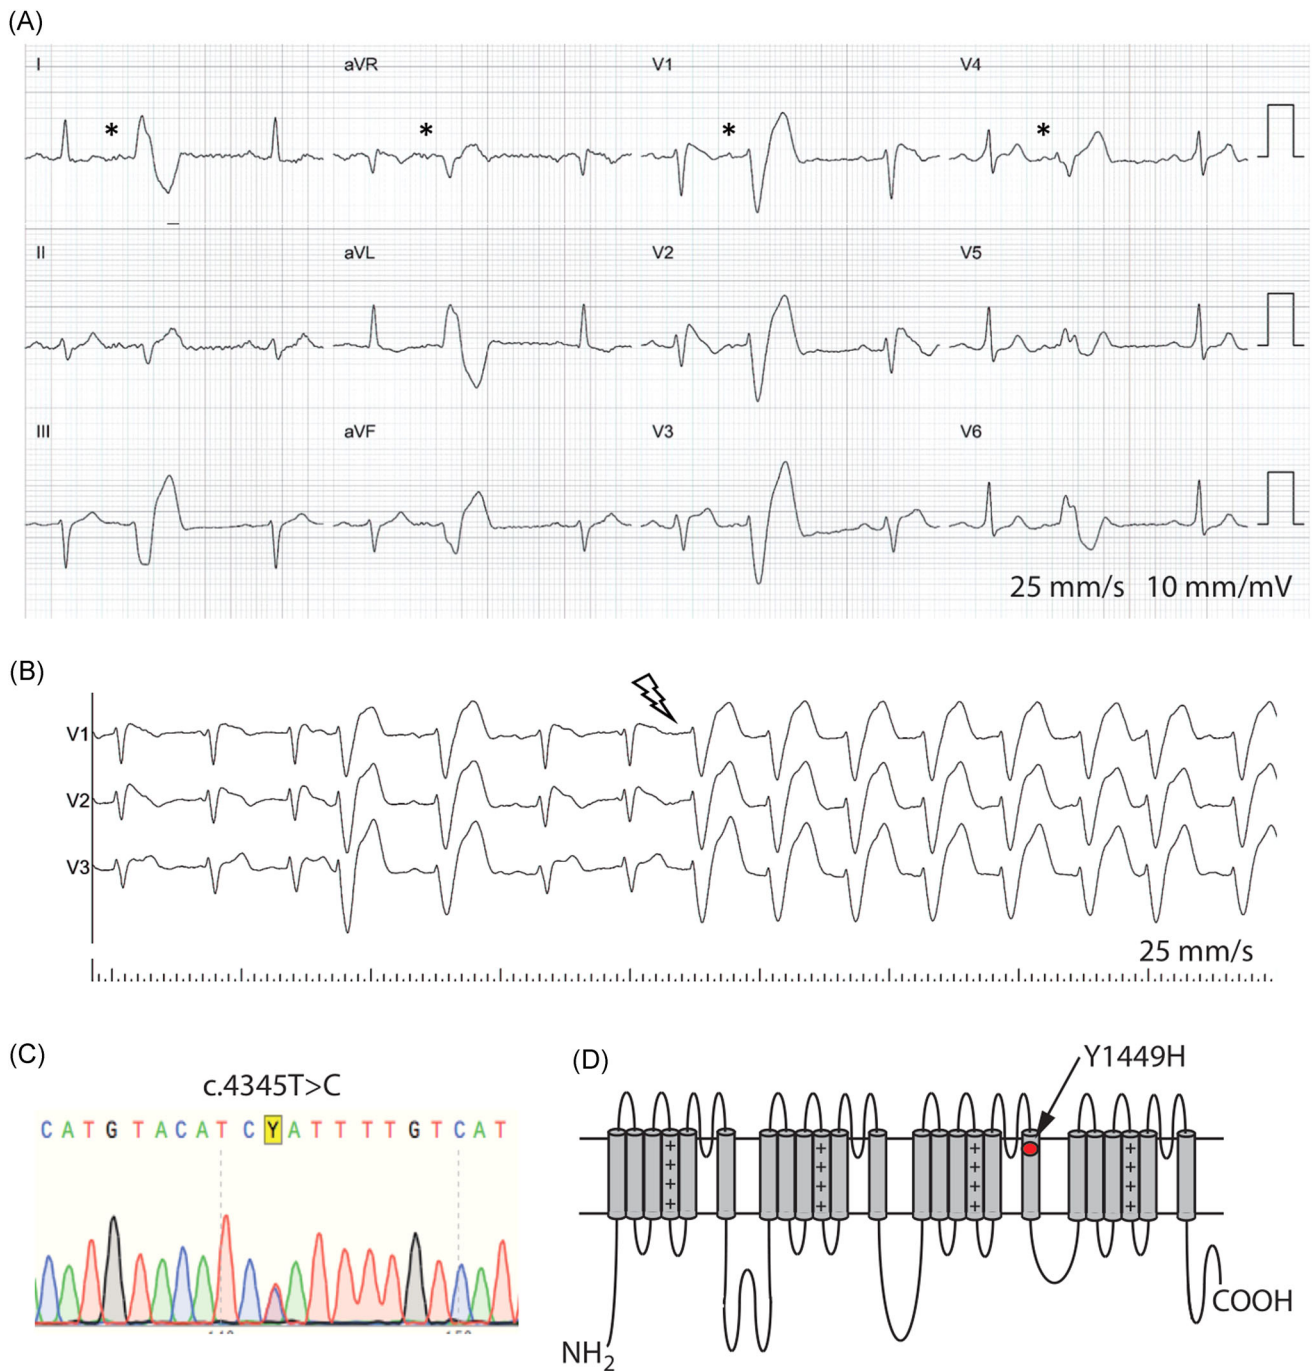 (A)
I aVR V1 V4
* * * *
II aVL V2 V5
III aVF V3 V6
25 mm/s 10 mm/mV
(B)
V1
V2
V3
25 mm/s
(C)
c.4345T>C
C A T G T A C A T C Y A T T T T G T C A T
(D)
Y1449H
+ + + +
+ + + +
+ + + +
+ + + +
NH2
COOH